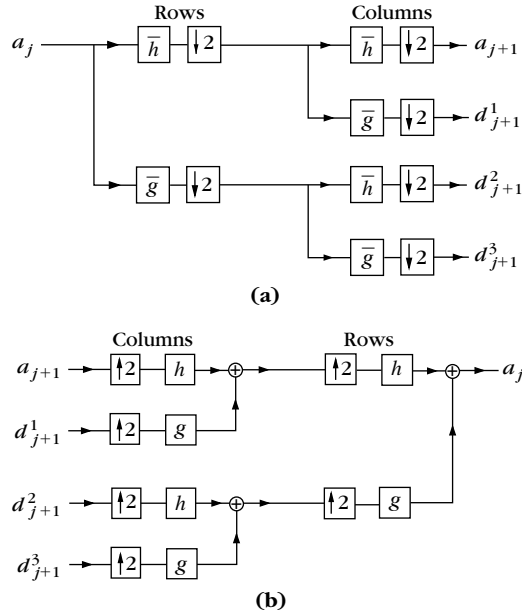 Rows Columns
a_j h̅ ↓2 h̅ ↓2 a_{j+1}
g̅ ↓2 d^1_{j+1}
g̅ ↓2 h̅ ↓2 d^2_{j+1}
g̅ ↓2 d^3_{j+1}
(a)
Columns Rows
a_{j+1} ↑2 h + ↑2 h + a_j
d^1_{j+1} ↑2 g
d^2_{j+1} ↑2 h + ↑2 g
d^3_{j+1} ↑2 g
(b)